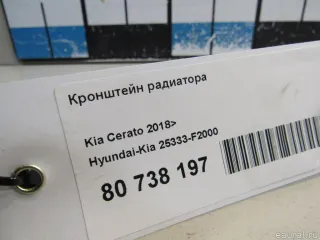 Кронштейн радиатора
Kia Cerato 2018>
Hyundai-Kia 25333-F2000
80 738 197